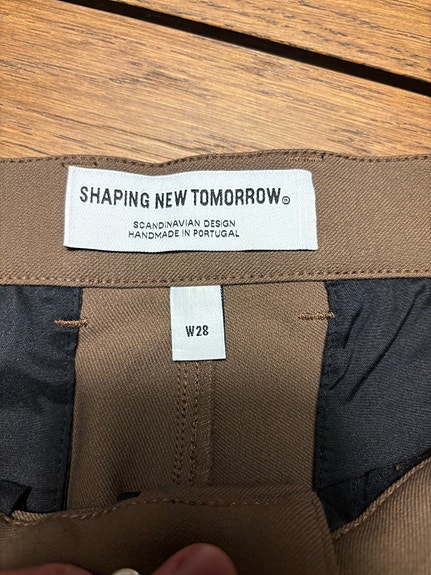 SHAPING NEW TOMORROW®
SCANDINAVIAN DESIGN
HANDMADE IN PORTUGAL
W28